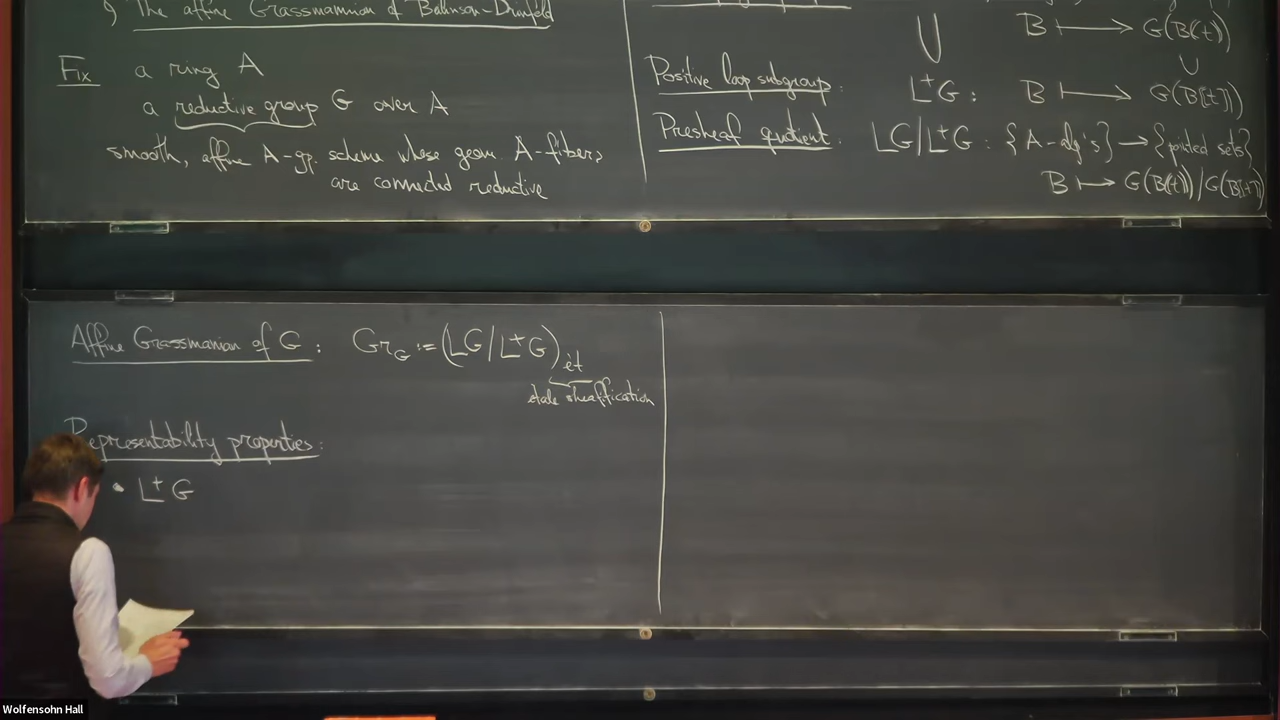 The affine Grassmannian of Beilinson-Drinfeld
Fix a ring A
a reductive group G over A
smooth, affine A-gp. scheme whose geom. A-fibers
are connected reductive
B ⟼ G(B((t)))
∪ ∪
Positive loop subgroup: L⁺G : B ⟼ G(B[[t]])
Presheaf quotient: LG/L⁺G : {A-alg's} → {pointed sets}
B ⟼ G(B((t)))/G(B[[t]])
Affine Grassmanian of G : Gr_G := (LG/L⁺G)_ét
étale sheaffication
Representability properties:
• L⁺G
Wolfensohn Hall